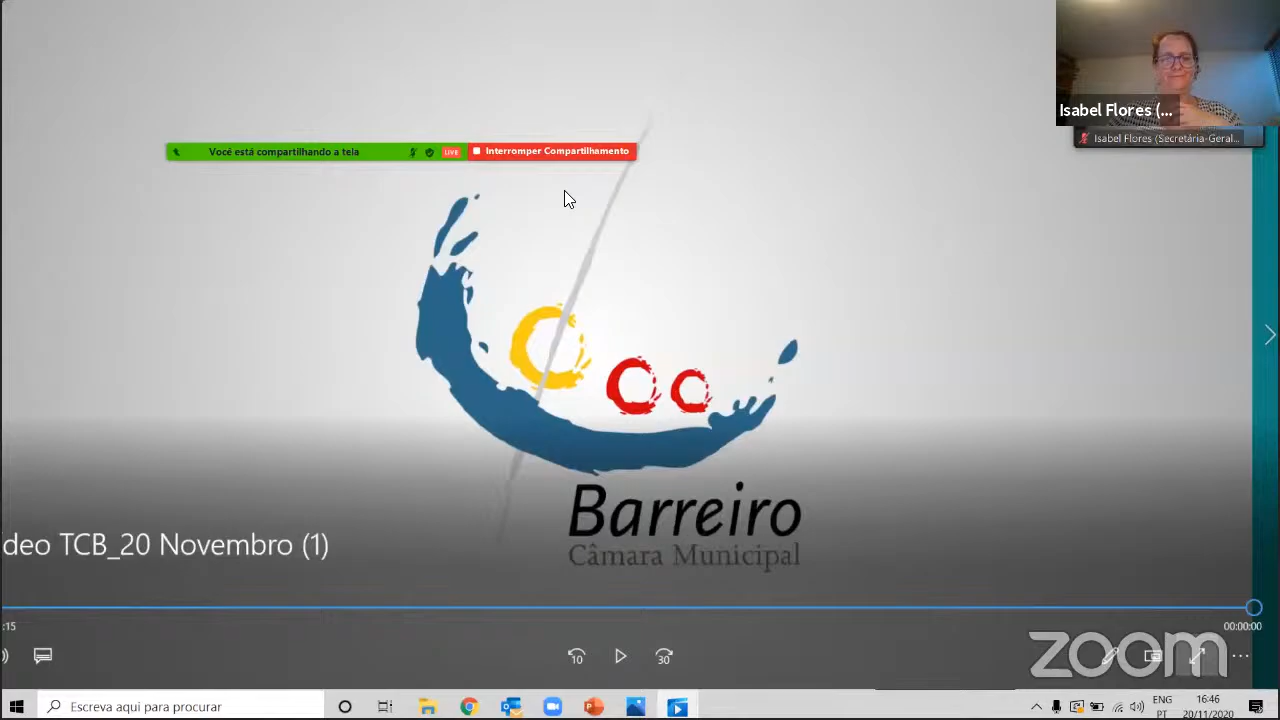 Isabel Flores (...
Isabel Flores (Secretária-Geral...
Você está compartilhando a tela
LIVE
Interromper Compartilhamento
Barreiro
Câmara Municipal
deo TCB_20 Novembro (1)
:15
00:00:00
10
30
zoom
Escreva aqui para procurar
ENG
PT
16:46
20/11/2020